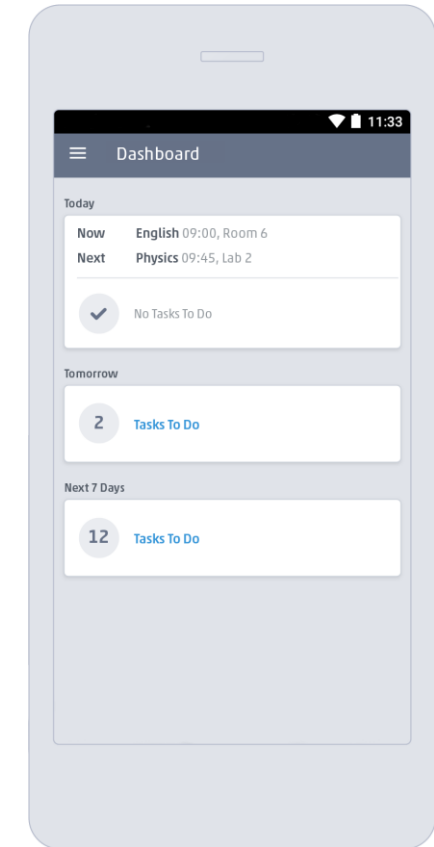 11:33
Dashboard
Today
Now English 09:00, Room 6
Next Physics 09:45, Lab 2
No Tasks To Do
Tomorrow
2 Tasks To Do
Next 7 Days
12 Tasks To Do